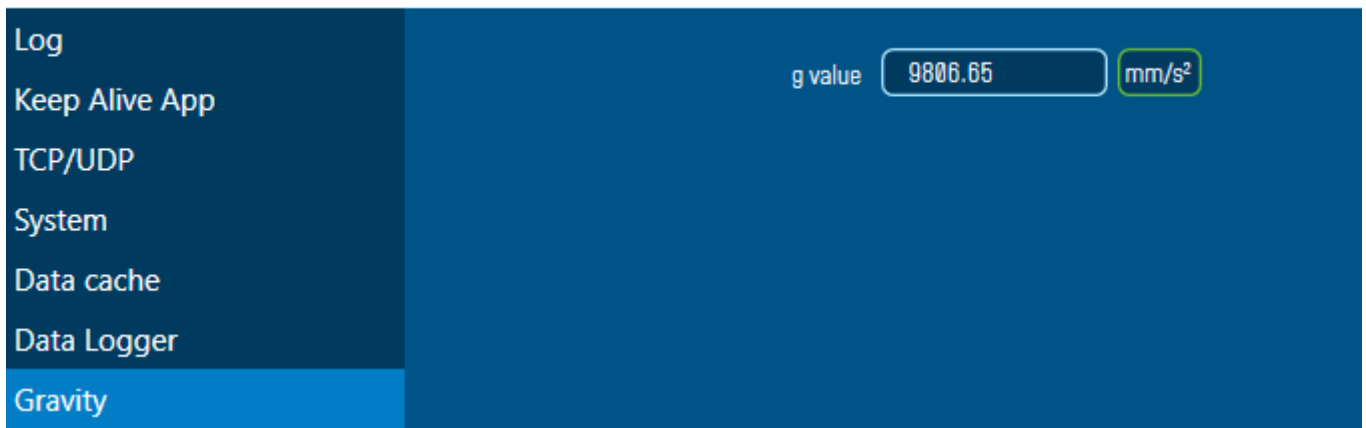 Log
Keep Alive App
TCP/UDP
System
Data cache
Data Logger
Gravity
g value 9806.65 mm/s²